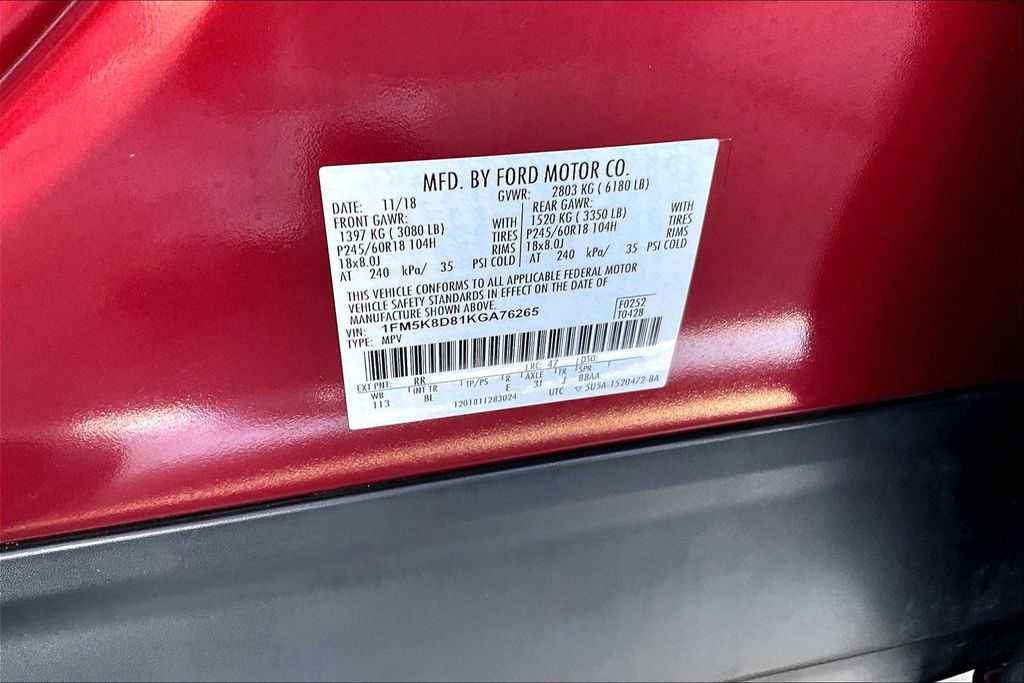 MFD. BY FORD MOTOR CO.
DATE: 11/18 GVWR: 2803 KG ( 6180 LB)
FRONT GAWR: REAR GAWR:
1397 KG ( 3080 LB) WITH 1520 KG ( 3350 LB) WITH
P245/60R18 104H TIRES P245/60R18 104H TIRES
18x8.0J RIMS 18x8.0J RIMS
AT 240 kPa/ 35 PSI COLD AT 240 kPa/ 35 PSI COLD
THIS VEHICLE CONFORMS TO ALL APPLICABLE FEDERAL MOTOR
VEHICLE SAFETY STANDARDS IN EFFECT ON THE DATE OF
MANUFACTURE SHOWN ABOVE.
VIN: 1FM5K8D81KGA76265 F0252
TYPE: MPV T0428
EXT PNT: RR RC: 47 DSO:
WB INT TR TP/PS R AXLE TR SPR
113 8L E 3J J BBAA
1201811283024 UTC ▽ 5U5A-1520472-BA